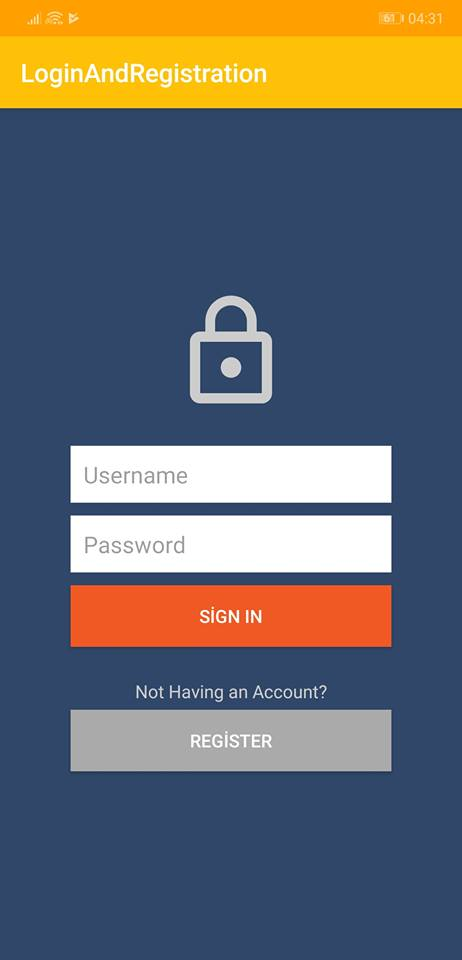 04:31
LoginAndRegistration
Username
Password
SİGN IN
Not Having an Account?
REGİSTER